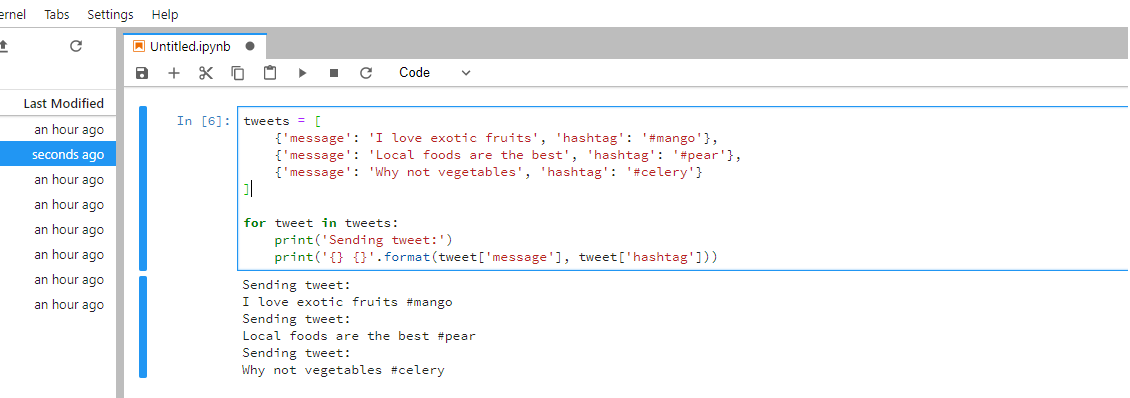 ernel Tabs Settings Help
Untitled.ipynb
Code
Last Modified
an hour ago
seconds ago
an hour ago
an hour ago
an hour ago
an hour ago
an hour ago
an hour ago
In [6]:
tweets = [
    {'message': 'I love exotic fruits', 'hashtag': '#mango'},
    {'message': 'Local foods are the best', 'hashtag': '#pear'},
    {'message': 'Why not vegetables', 'hashtag': '#celery'}
]
for tweet in tweets:
    print('Sending tweet:')
    print('{} {}'.format(tweet['message'], tweet['hashtag']))
Sending tweet:
I love exotic fruits #mango
Sending tweet:
Local foods are the best #pear
Sending tweet:
Why not vegetables #celery